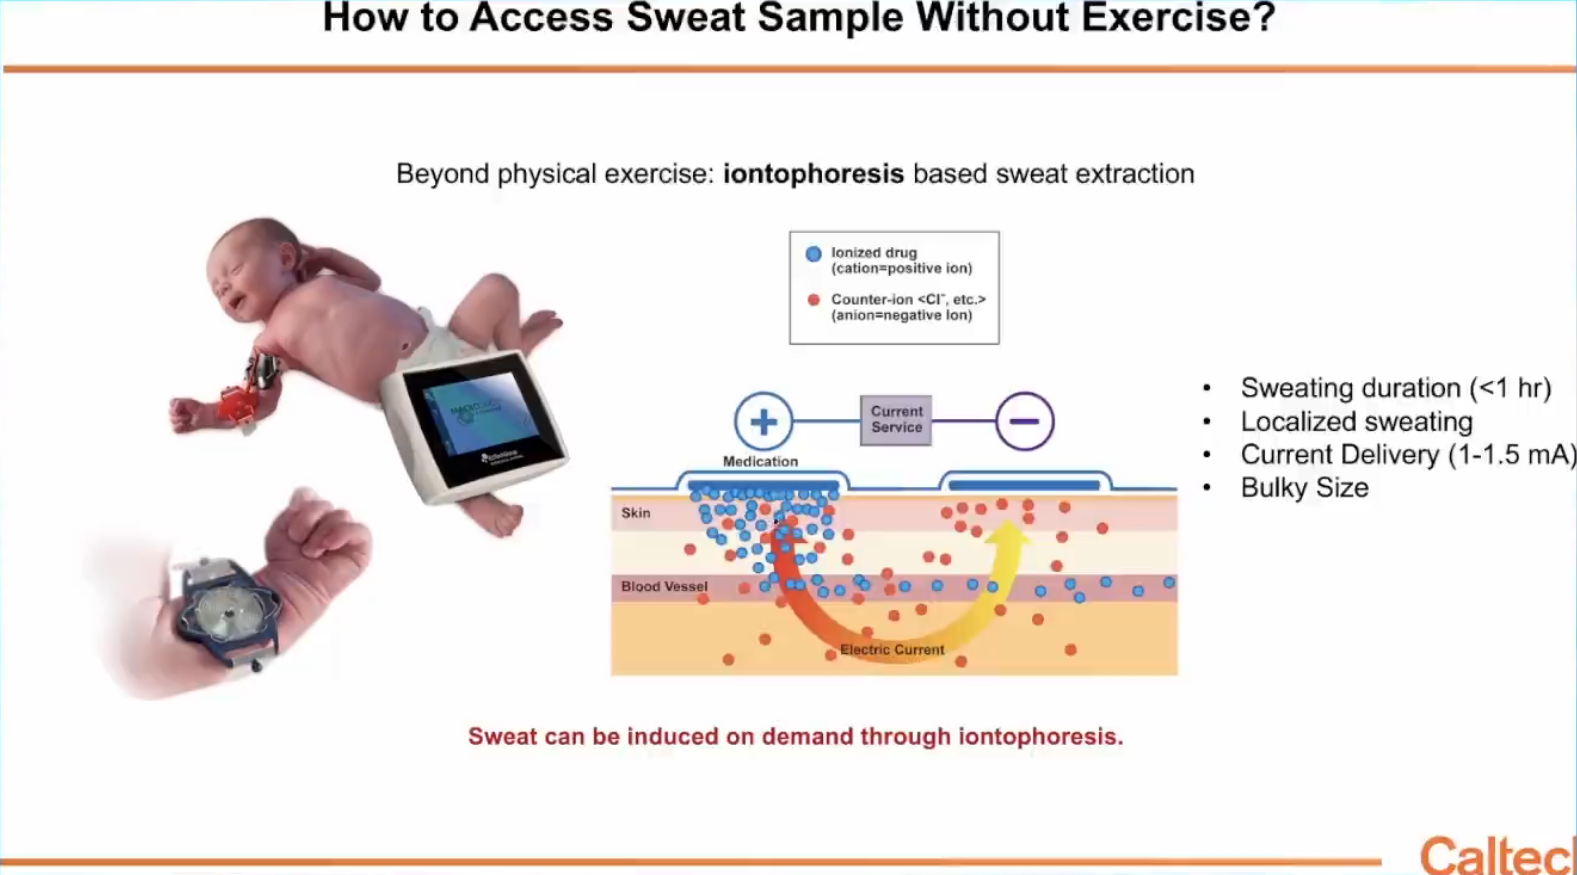 How to Access Sweat Sample Without Exercise?
Beyond physical exercise: iontophoresis based sweat extraction
Ionized drug
(cation=positive ion)
Counter-ion <Cl⁻, etc.>
(anion=negative Ion)
+
Current
Service
−
Medication
Skin
Blood Vessel
Electric Current
• Sweating duration (<1 hr)
• Localized sweating
• Current Delivery (1-1.5 mA)
• Bulky Size
Sweat can be induced on demand through iontophoresis.
Caltech